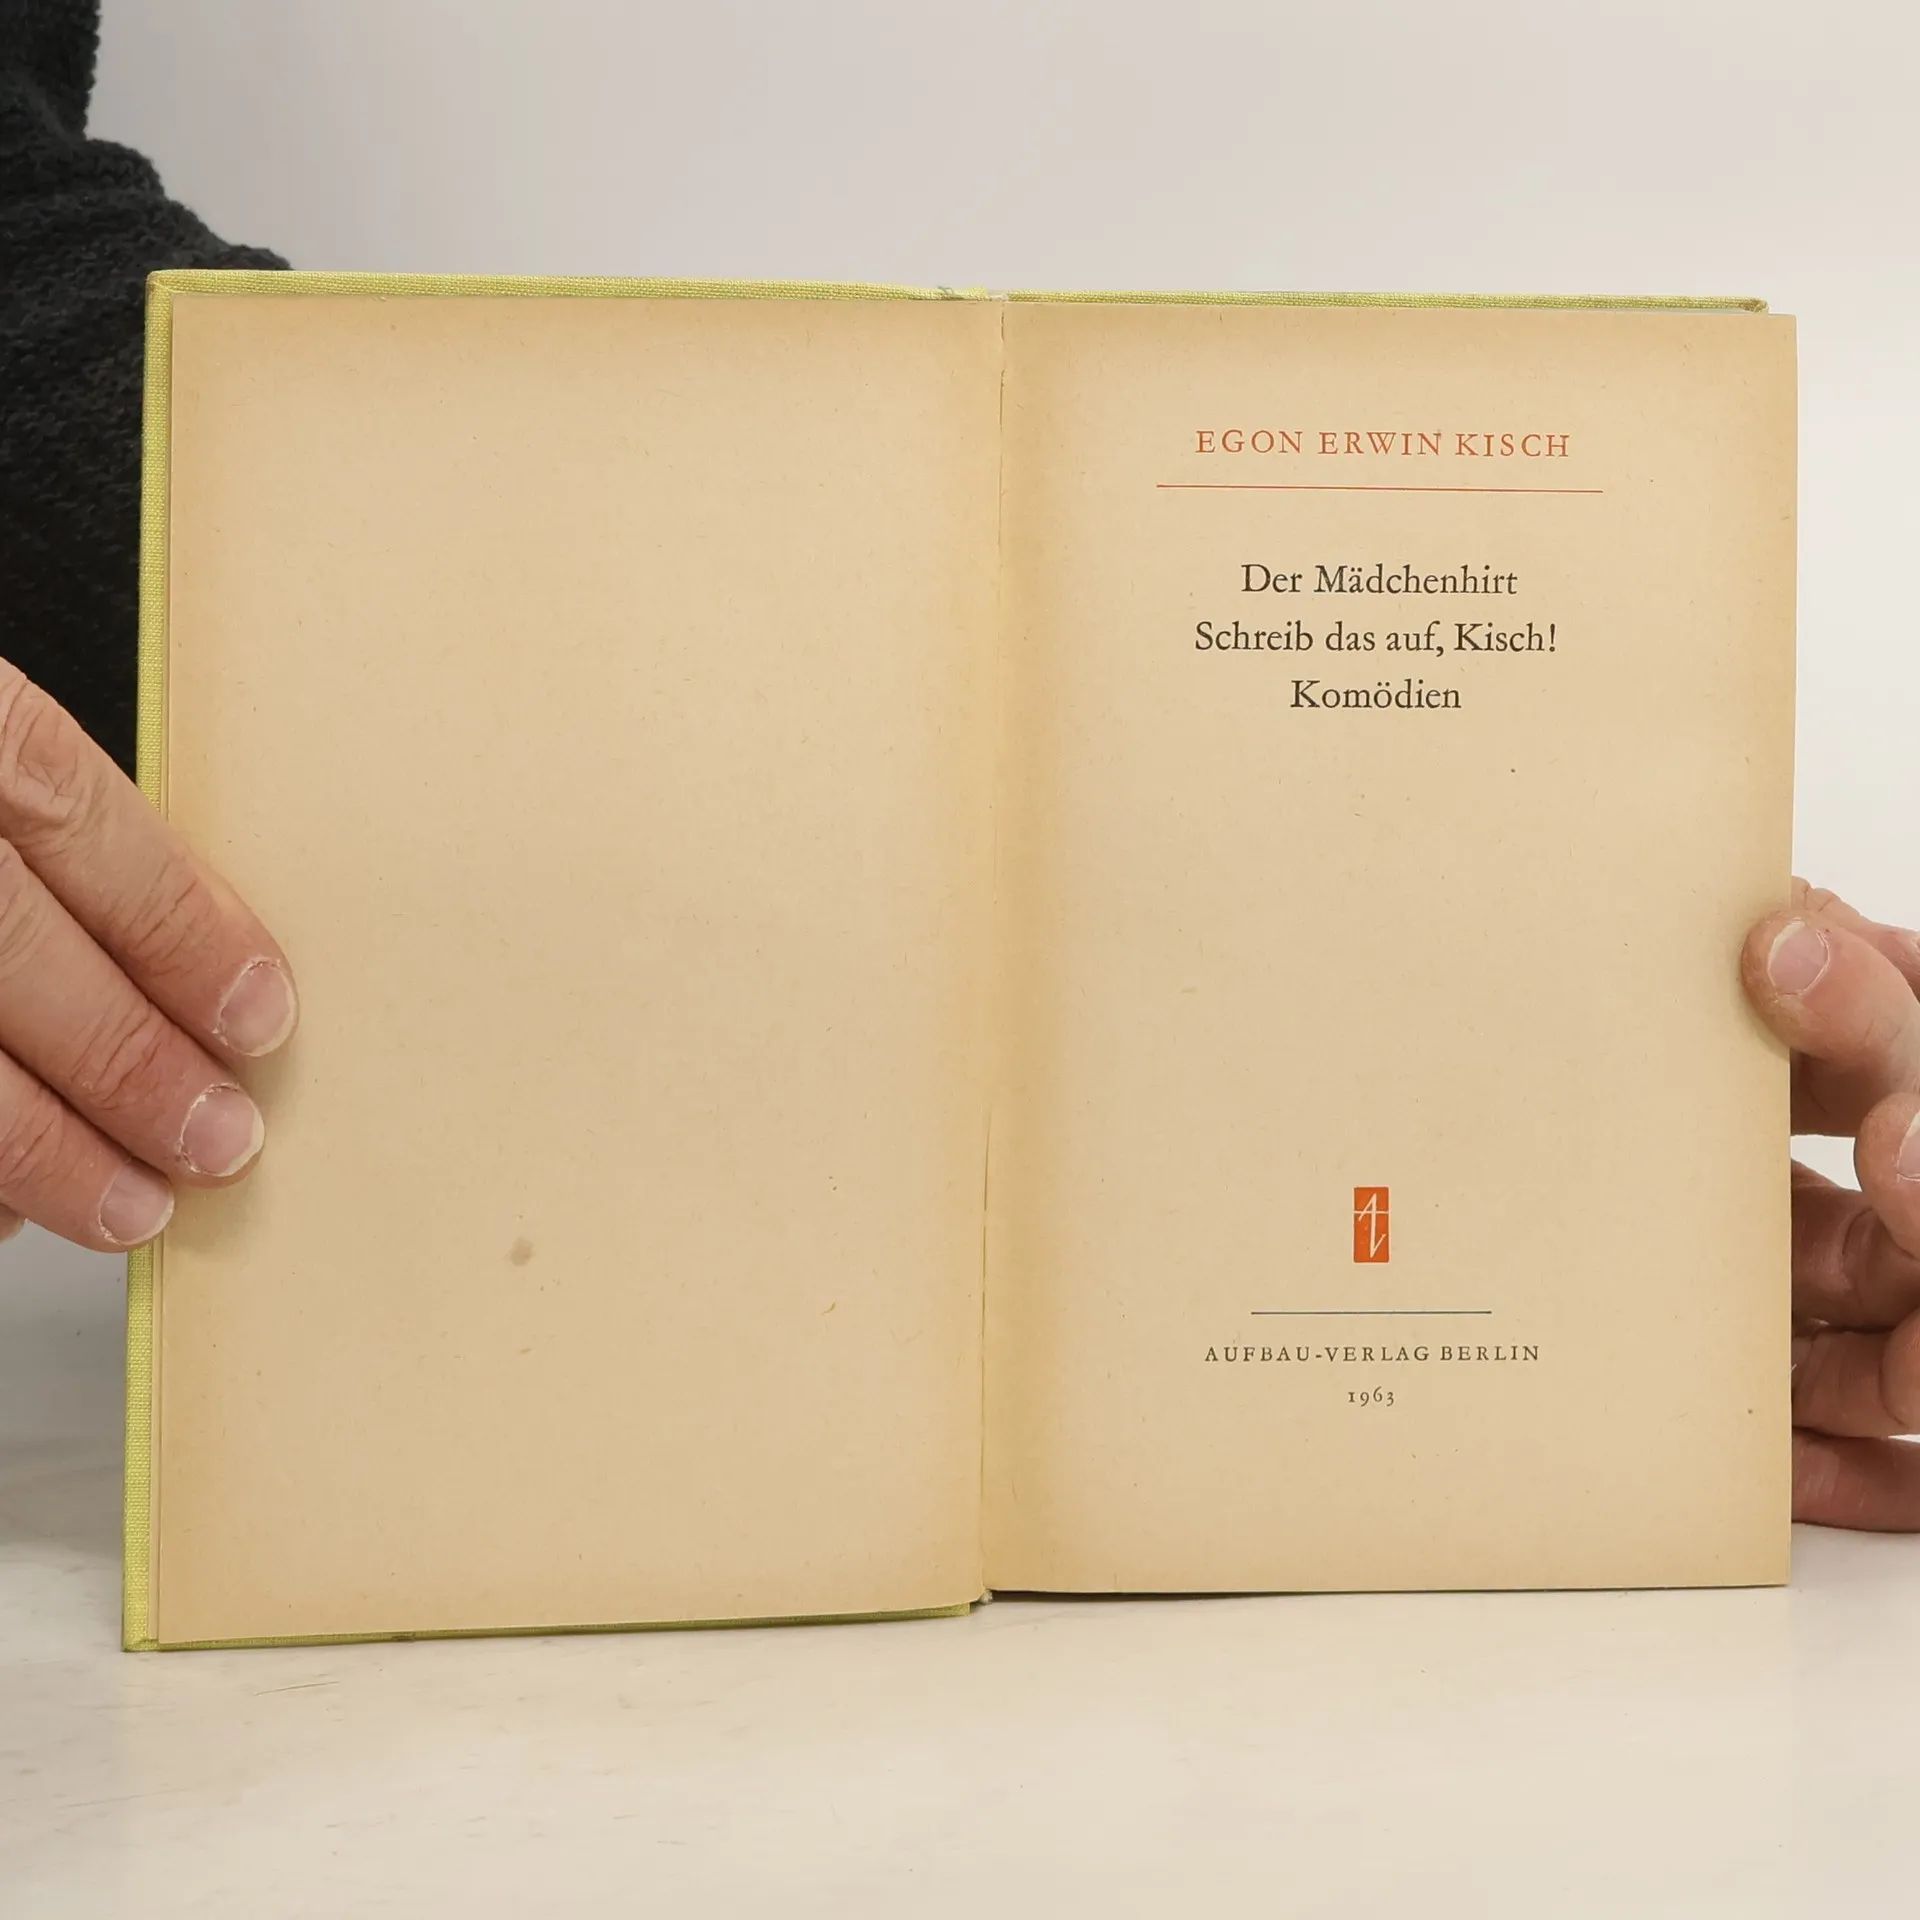 EGON ERWIN KISCH
Der Mädchenhirt
Schreib das auf, Kisch!
Komödien
AUFBAU-VERLAG BERLIN
1963